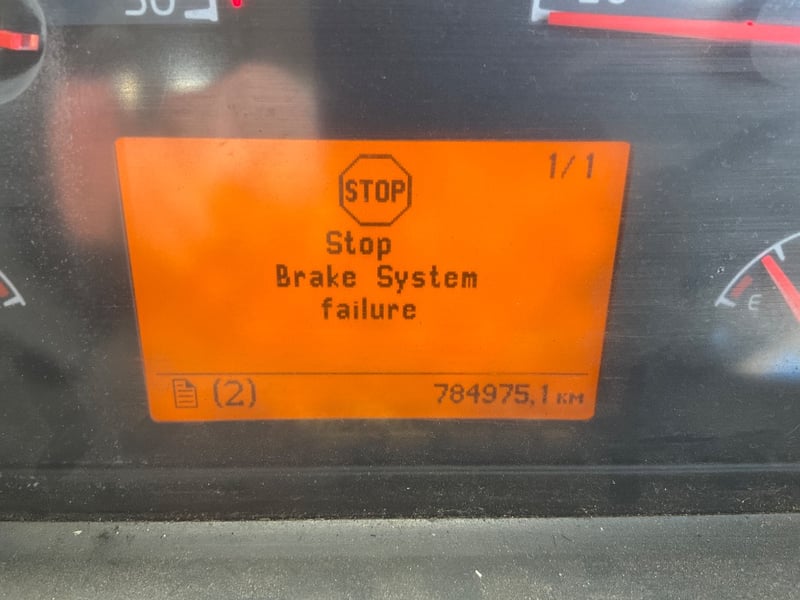 1/1
STOP
Stop
Brake System
failure
(2) 784975,1 км
E